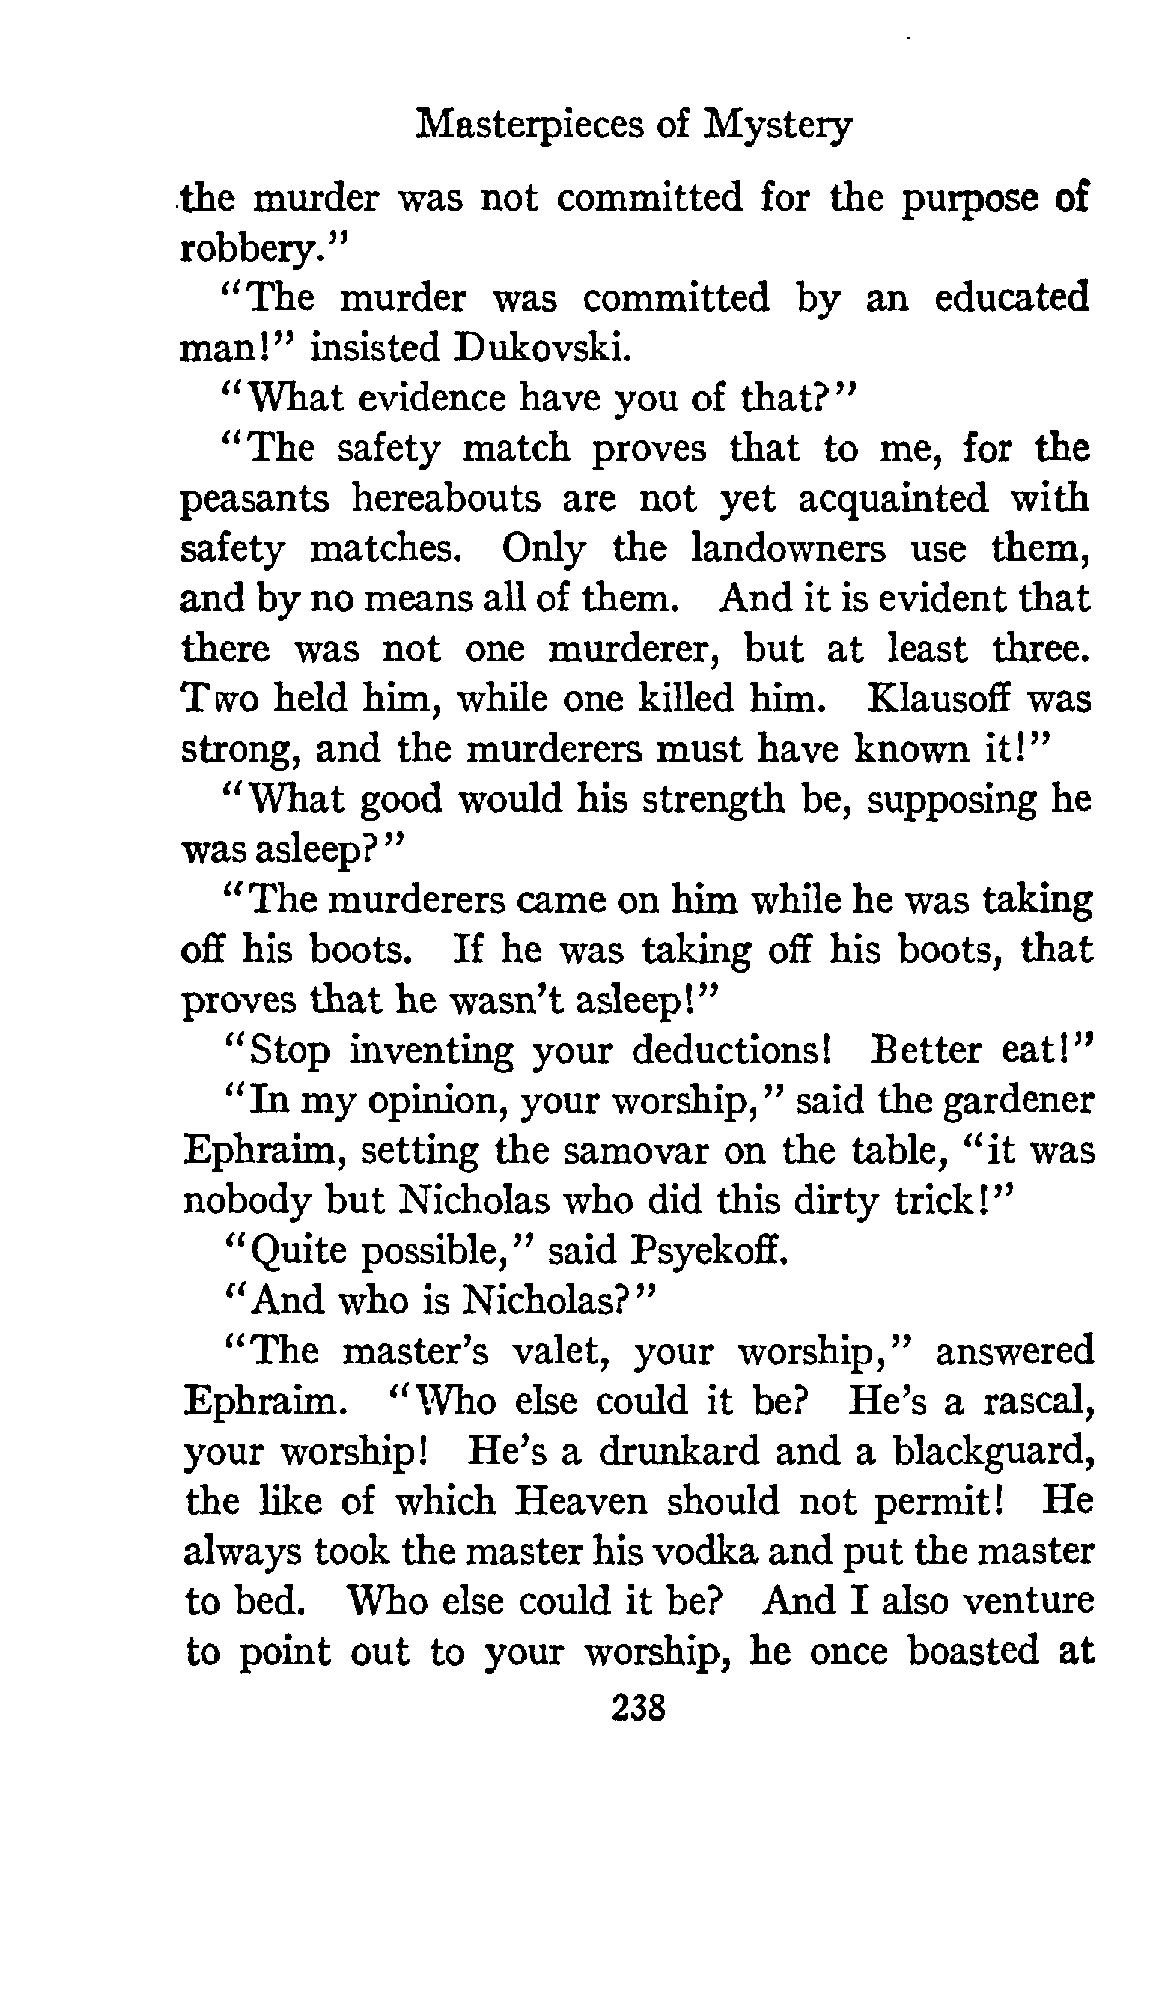 Masterpieces of Mystery
the murder was not committed for the purpose of
robbery."
"The murder was committed by an educated
man!" insisted Dukovski.
"What evidence have you of that?"
"The safety match proves that to me, for the
peasants hereabouts are not yet acquainted with
safety matches. Only the landowners use them,
and by no means all of them. And it is evident that
there was not one murderer, but at least three.
Two held him, while one killed him. Klausoff was
strong, and the murderers must have known it!"
"What good would his strength be, supposing he
was asleep?"
"The murderers came on him while he was taking
off his boots. If he was taking off his boots, that
proves that he wasn't asleep!"
"Stop inventing your deductions! Better eat!"
"In my opinion, your worship," said the gardener
Ephraim, setting the samovar on the table, "it was
nobody but Nicholas who did this dirty trick!"
"Quite possible," said Psyekoff.
"And who is Nicholas?"
"The master's valet, your worship," answered
Ephraim. "Who else could it be? He's a rascal,
your worship! He's a drunkard and a blackguard,
the like of which Heaven should not permit! He
always took the master his vodka and put the master
to bed. Who else could it be? And I also venture
to point out to your worship, he once boasted at
238